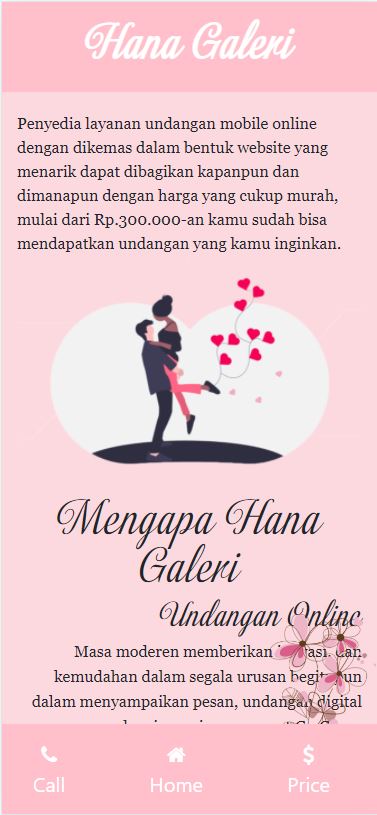 Hana Galeri
Penyedia layanan undangan mobile online
dengan dikemas dalam bentuk website yang
menarik dapat dibagikan kapanpun dan
dimanapun dengan harga yang cukup murah,
mulai dari Rp.300.000-an kamu sudah bisa
mendapatkan undangan yang kamu inginkan.
Mengapa Hana
Galeri
Undangan Online
Masa moderen memberikan dan
kemudahan dalam segala urusan
dalam menyampaikan pesan, undangan digital
Call
Home
Price